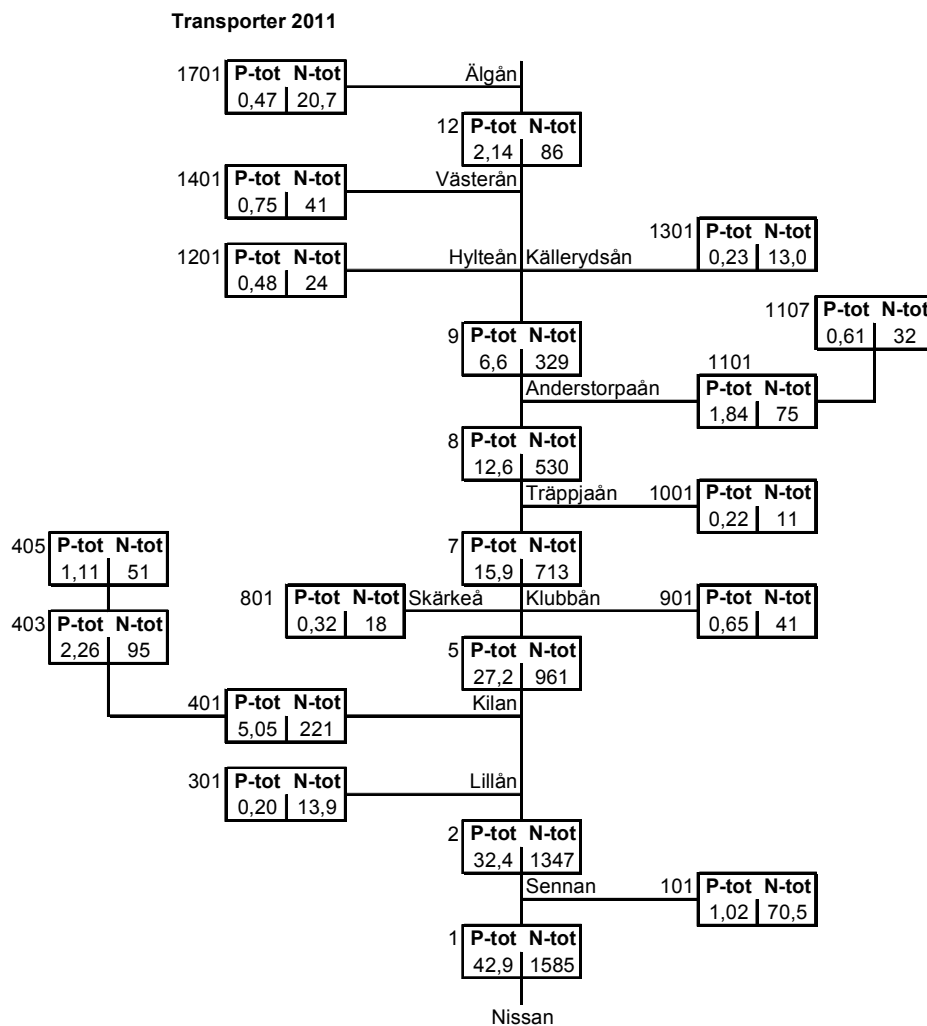 Transporter 2011
1701 P-tot N-tot Älgån
0,47 20,7
12 P-tot N-tot
2,14 86
1401 P-tot N-tot Västerån
0,75 41
1301 P-tot N-tot
0,23 13,0
1201 P-tot N-tot Hylteån Källerydsån
0,48 24
1107 P-tot N-tot
0,61 32
9 P-tot N-tot
6,6 329
1101
Anderstorpaån P-tot N-tot
1,84 75
8 P-tot N-tot
12,6 530
Träppjaån 1001 P-tot N-tot
0,22 11
405 P-tot N-tot
1,11 51
7 P-tot N-tot
15,9 713
801 P-tot N-tot Skärkeå Klubbån 901 P-tot N-tot
0,32 18
0,65 41
403 P-tot N-tot
2,26 95
5 P-tot N-tot
27,2 961
401 P-tot N-tot Kilan
5,05 221
301 P-tot N-tot Lillån
0,20 13,9
2 P-tot N-tot
32,4 1347
Sennan 101 P-tot N-tot
1,02 70,5
1 P-tot N-tot
42,9 1585
Nissan